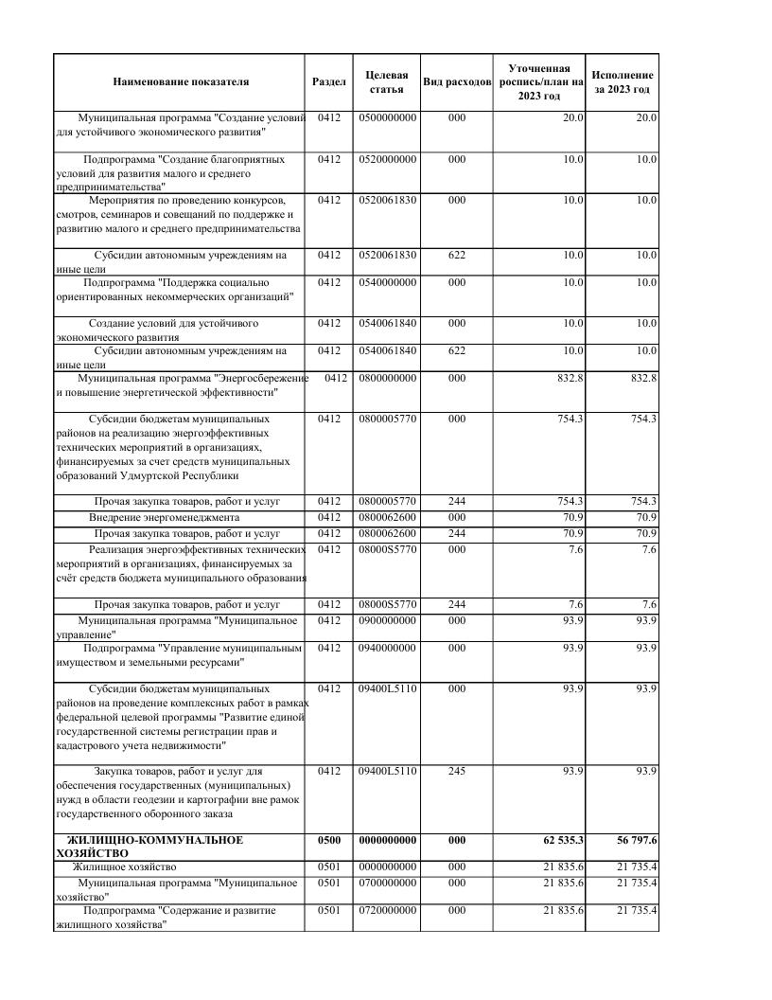 Наименование показателя Раздел Целевая статья Вид расходов Уточненная роспись/план на 2023 год Исполнение за 2023 год
Муниципальная программа "Создание условий 0412 0500000000 000 20.0 20.0
для устойчивого экономического развития"
Подпрограмма "Создание благоприятных 0412 0520000000 000 10.0 10.0
условий для развития малого и среднего
предпринимательства"
Мероприятия по проведению конкурсов, 0412 0520061830 000 10.0 10.0
смотров, семинаров и совещаний по поддержке и
развитию малого и среднего предпринимательства
Субсидии автономным учреждениям на 0412 0520061830 622 10.0 10.0
иные цели
Подпрограмма "Поддержка социально 0412 0540000000 000 10.0 10.0
ориентированных некоммерческих организаций"
Создание условий для устойчивого 0412 0540061840 000 10.0 10.0
экономического развития
Субсидии автономным учреждениям на 0412 0540061840 622 10.0 10.0
иные цели
Муниципальная программа "Энергосбережение 0412 0800000000 000 832.8 832.8
и повышение энергетической эффективности"
Субсидии бюджетам муниципальных 0412 0800005770 000 754.3 754.3
районов на реализацию энергоэффективных
технических мероприятий в организациях,
финансируемых за счет средств муниципальных
образований Удмуртской Республики
Прочая закупка товаров, работ и услуг 0412 0800005770 244 754.3 754.3
Внедрение энергоменеджмента 0412 0800062600 000 70.9 70.9
Прочая закупка товаров, работ и услуг 0412 0800062600 244 70.9 70.9
Реализация энергоэффективных технических 0412 08000S5770 000 7.6 7.6
мероприятий в организациях, финансируемых за
счёт средств бюджета муниципального образования
Прочая закупка товаров, работ и услуг 0412 08000S5770 244 7.6 7.6
Муниципальная программа "Муниципальное 0412 0900000000 000 93.9 93.9
управление"
Подпрограмма "Управление муниципальным 0412 0940000000 000 93.9 93.9
имуществом и земельными ресурсами"
Субсидии бюджетам муниципальных 0412 09400L5110 000 93.9 93.9
районов на проведение комплексных работ в рамках
федеральной целевой программы "Развитие единой
государственной системы регистрации прав и
кадастрового учета недвижимости"
Закупка товаров, работ и услуг для 0412 09400L5110 245 93.9 93.9
обеспечения государственных (муниципальных)
нужд в области геодезии и картографии вне рамок
государственного оборонного заказа
ЖИЛИЩНО-КОММУНАЛЬНОЕ 0500 0000000000 000 62 535.3 56 797.6
ХОЗЯЙСТВО
Жилищное хозяйство 0501 0000000000 000 21 835.6 21 735.4
Муниципальная программа "Муниципальное 0501 0700000000 000 21 835.6 21 735.4
хозяйство"
Подпрограмма "Содержание и развитие 0501 0720000000 000 21 835.6 21 735.4
жилищного хозяйства"